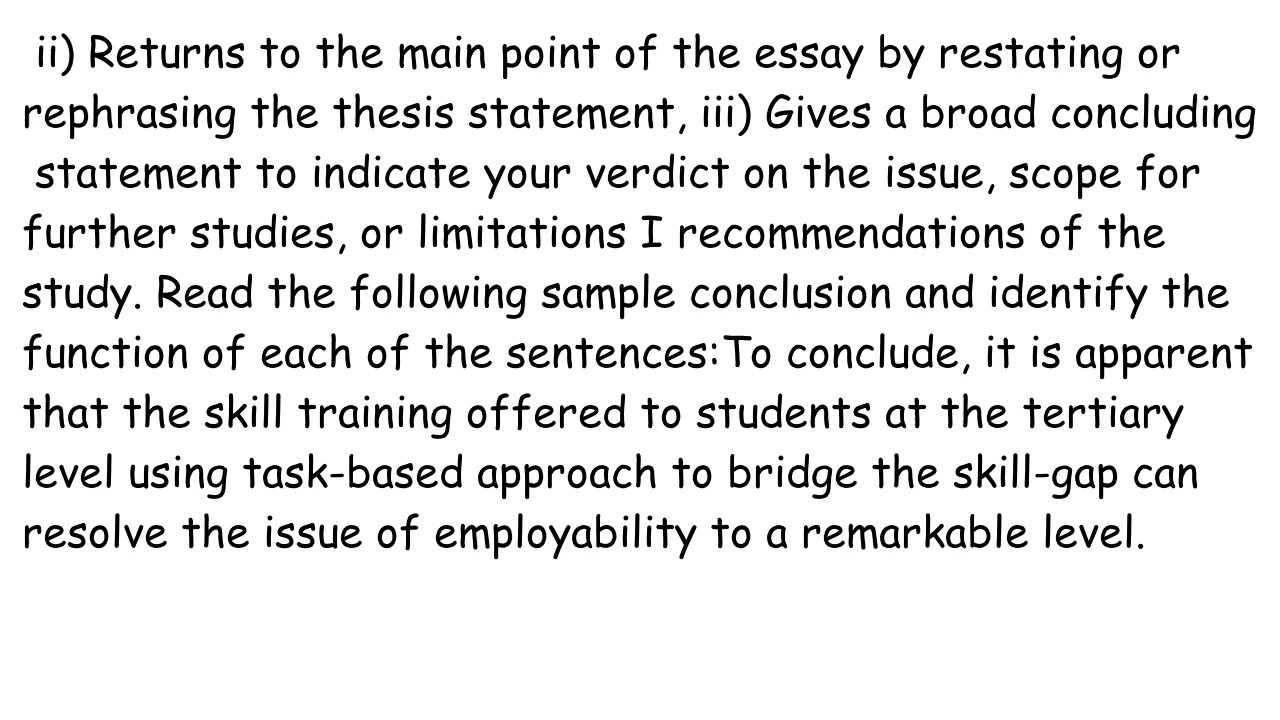 ii) Returns to the main point of the essay by restating or
rephrasing the thesis statement, iii) Gives a broad concluding
statement to indicate your verdict on the issue, scope for
further studies, or limitations I recommendations of the
study. Read the following sample conclusion and identify the
function of each of the sentences:To conclude, it is apparent
that the skill training offered to students at the tertiary
level using task-based approach to bridge the skill-gap can
resolve the issue of employability to a remarkable level.